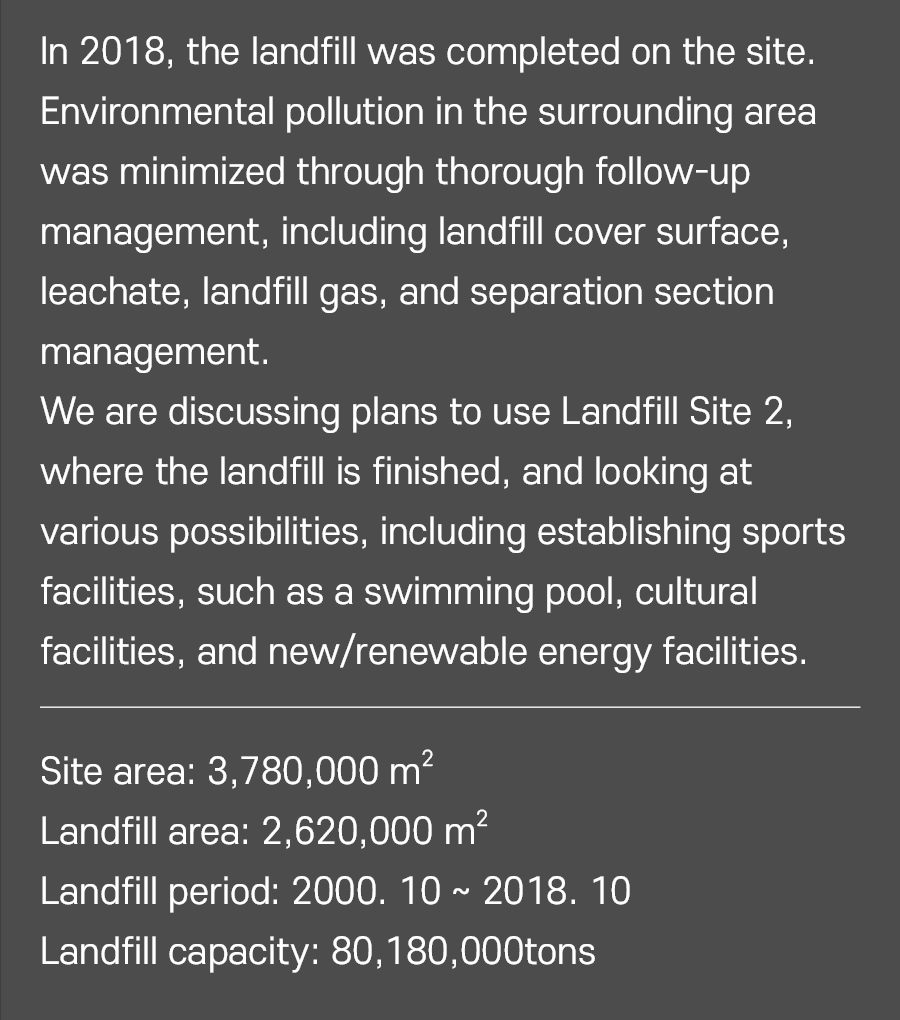 In 2018, the landfill was completed on the site.
Environmental pollution in the surrounding area
was minimized through thorough follow-up
management, including landfill cover surface,
leachate, landfill gas, and separation section
management.
We are discussing plans to use Landfill Site 2,
where the landfill is finished, and looking at
various possibilities, including establishing sports
facilities, such as a swimming pool, cultural
facilities, and new/renewable energy facilities.
Site area: 3,780,000 m²
Landfill area: 2,620,000 m²
Landfill period: 2000. 10 ~ 2018. 10
Landfill capacity: 80,180,000tons